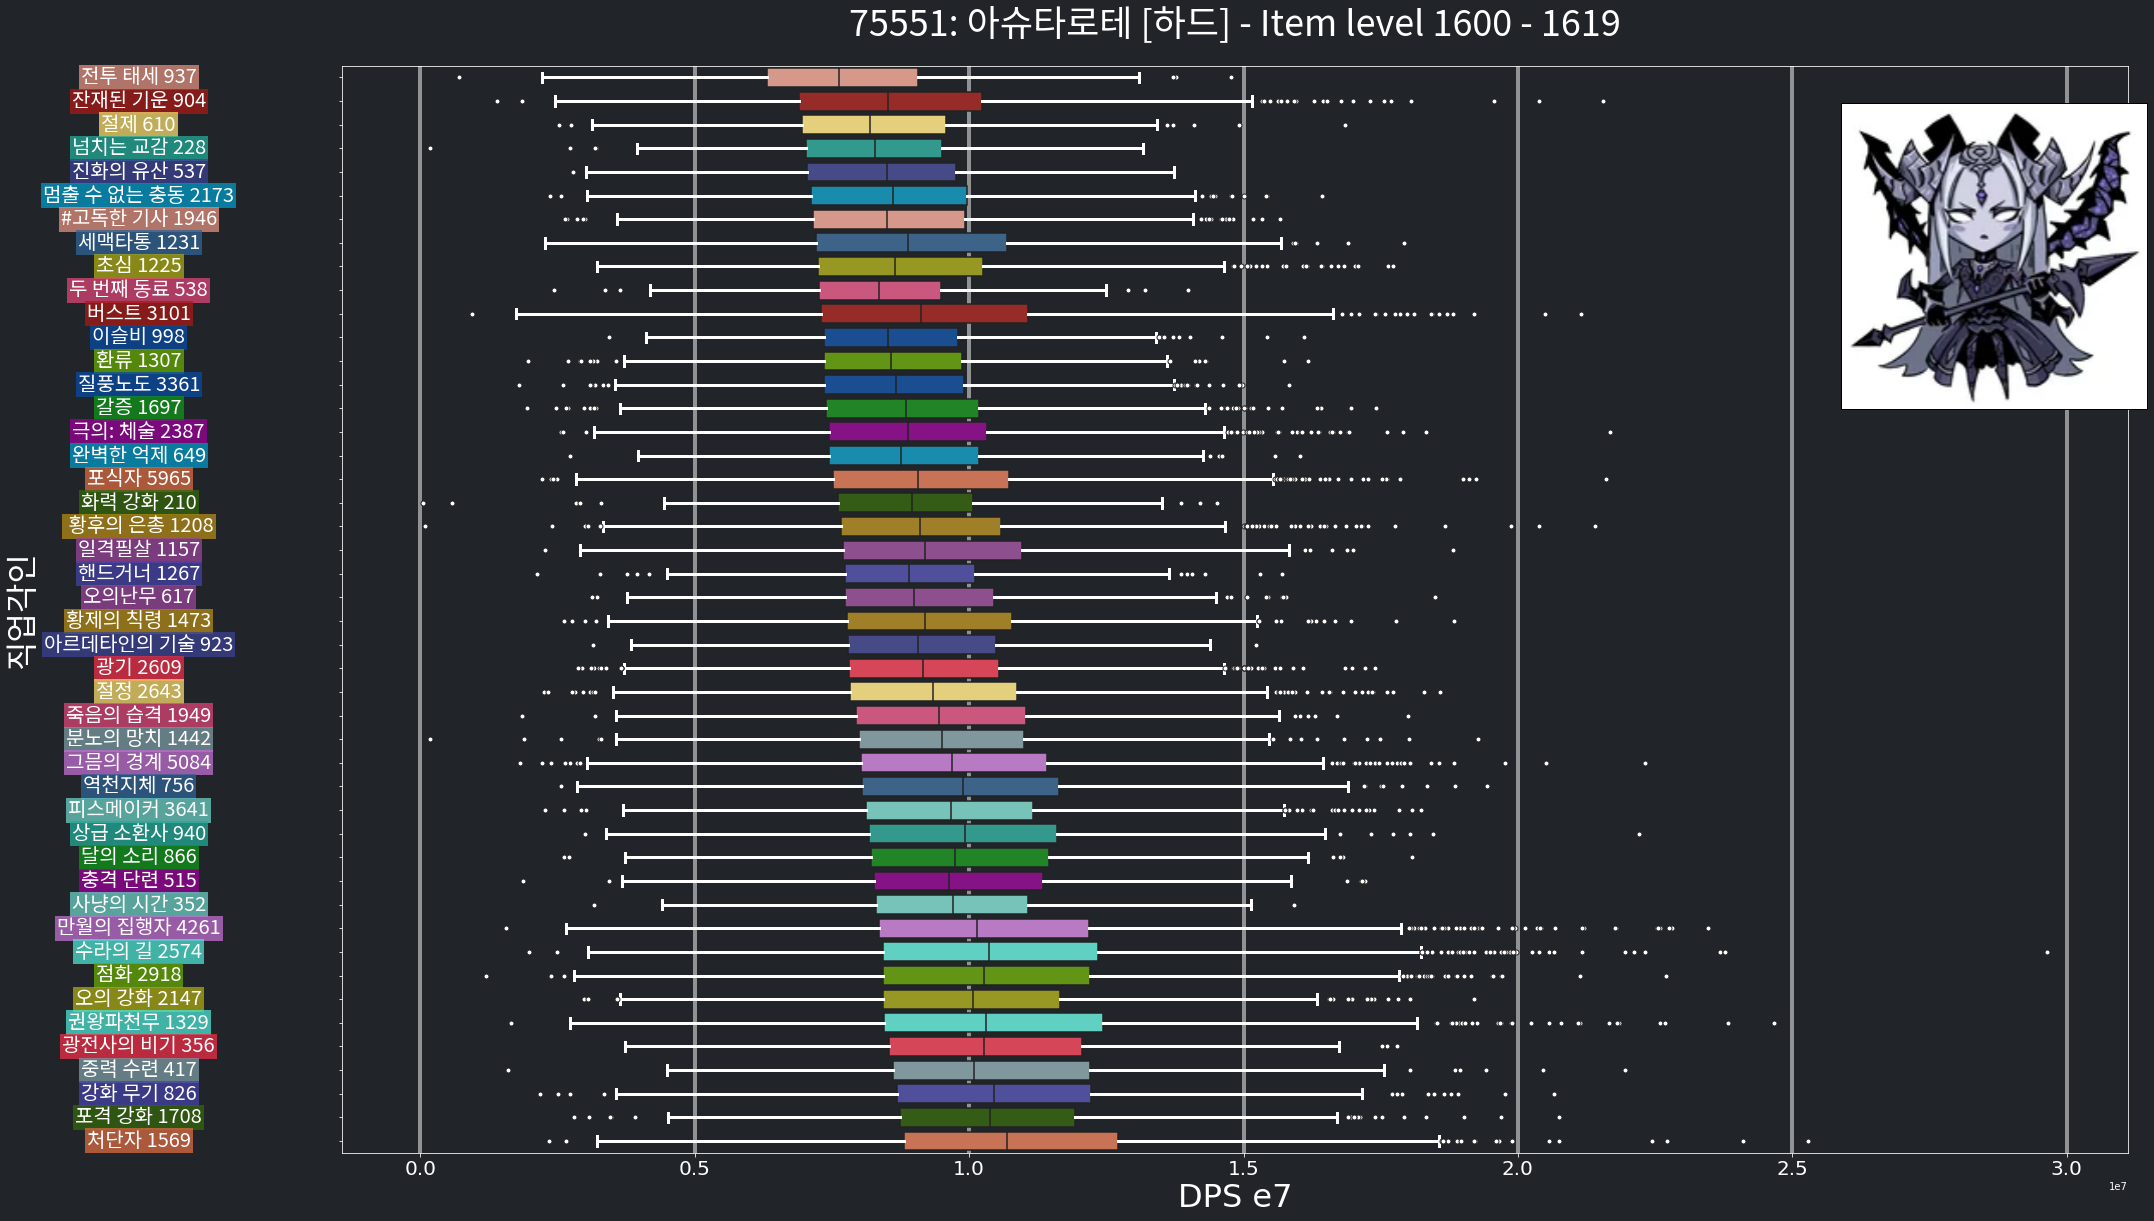 75551: 아슈타로테 [하드] - Item level 1600 - 1619
전투 태세 937
잔재된 기운 904
절제 610
넘치는 교감 228
진화의 유산 537
멈출 수 없는 충동 2173
#고독한 기사 1946
세맥타통 1231
초심 1225
두 번째 동료 538
버스트 3101
이슬비 998
환류 1307
질풍노도 3361
갈증 1697
극의: 체술 2387
완벽한 억제 649
포식자 5965
화력 강화 210
황후의 은총 1208
일격필살 1157
핸드거너 1267
오의난무 617
황제의 칙령 1473
아르데타인의 기술 923
광기 2609
절정 2643
죽음의 습격 1949
분노의 망치 1442
그믐의 경계 5084
역천지체 756
피스메이커 3641
상급 소환사 940
달의 소리 866
충격 단련 515
사냥의 시간 352
만월의 집행자 4261
수라의 길 2574
점화 2918
오의 강화 2147
권왕파천무 1329
광전사의 비기 356
중력 수련 417
강화 무기 826
포격 강화 1708
처단자 1569
직업각인
0.0 0.5 1.0 1.5 2.0 2.5 3.0
DPS e7
1e7